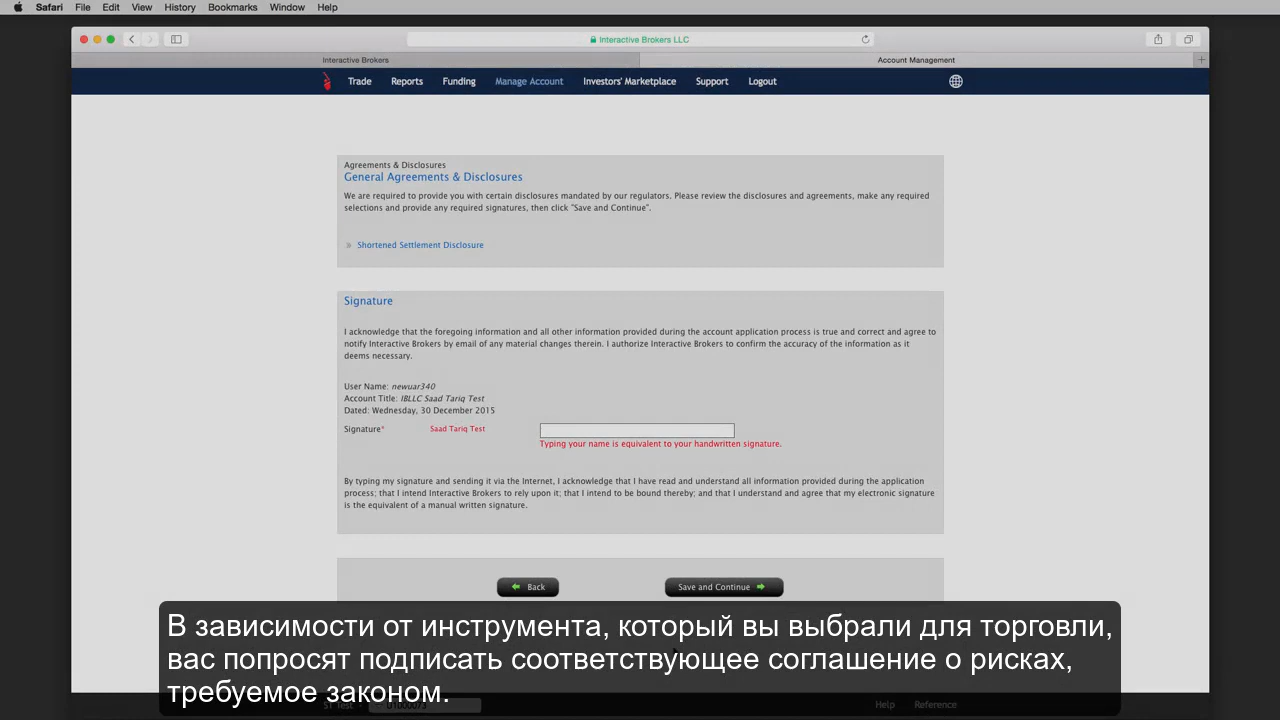 Safari File Edit View History Bookmarks Window Help
Interactive Brokers LLC
Interactive Brokers Account Management
Trade Reports Funding Manage Account Investors' Marketplace Support Logout
Agreements & Disclosures
General Agreements & Disclosures
We are required to provide you with certain disclosures mandated by our regulators. Please review the disclosures and agreements, make any required
selections and provide any required signatures, then click "Save and Continue".
» Shortened Settlement Disclosure
Signature
I acknowledge that the foregoing information and all other information provided during the account application process is true and correct and agree to
notify Interactive Brokers by email of any material changes therein. I authorize Interactive Brokers to confirm the accuracy of the information as it
deems necessary.
User Name: newuar340
Account Title: IBLLC Saad Tariq Test
Dated: Wednesday, 30 December 2015
Signature* Saad Tariq Test
Typing your name is equivalent to your handwritten signature.
By typing my signature and sending it via the Internet, I acknowledge that I have read and understand all information provided during the application
process; that I intend Interactive Brokers to rely upon it; that I intend to be bound thereby; and that I understand and agree that my electronic signature
is the equivalent of a manual written signature.
Back Save and Continue
В зависимости от инструмента, который вы выбрали для торговли,
вас попросят подписать соответствующее соглашение о рисках,
требуемое законом.
ST Test Help Reference